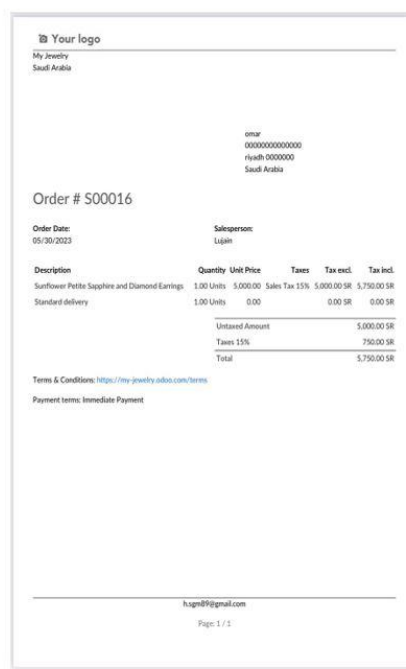 Your logo
My Jewelry
Saudi Arabia
omar
00000000000000
riyadh 0000000
Saudi Arabia
Order # S00016
Order Date: Salesperson:
05/30/2023 Lujain
Description Quantity Unit Price Taxes Tax excl. Tax incl.
Sunflower Petite Sapphire and Diamond Earrings 1.00 Units 5,000.00 Sales Tax 15% 5,000.00 SR 5,750.00 SR
Standard delivery 1.00 Units 0.00 0.00 SR 0.00 SR
Untaxed Amount 5,000.00 SR
Taxes 15% 750.00 SR
Total 5,750.00 SR
Terms & Conditions: https://my-jewelry.odoo.com/terms
Payment terms: Immediate Payment
h.sgm89@gmail.com
Page: 1 / 1